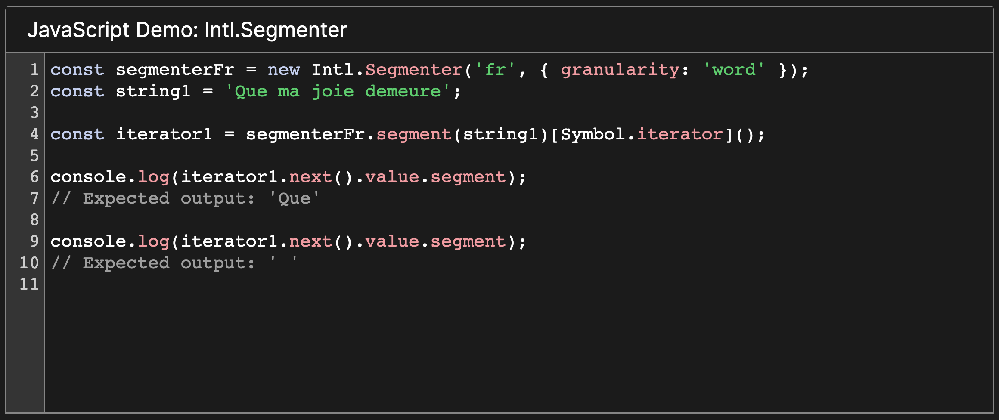 JavaScript Demo: Intl.Segmenter
1 const segmenterFr = new Intl.Segmenter('fr', { granularity: 'word' });
2 const string1 = 'Que ma joie demeure';
3
4 const iterator1 = segmenterFr.segment(string1)[Symbol.iterator]();
5
6 console.log(iterator1.next().value.segment);
7 // Expected output: 'Que'
8
9 console.log(iterator1.next().value.segment);
10 // Expected output: ' '
11